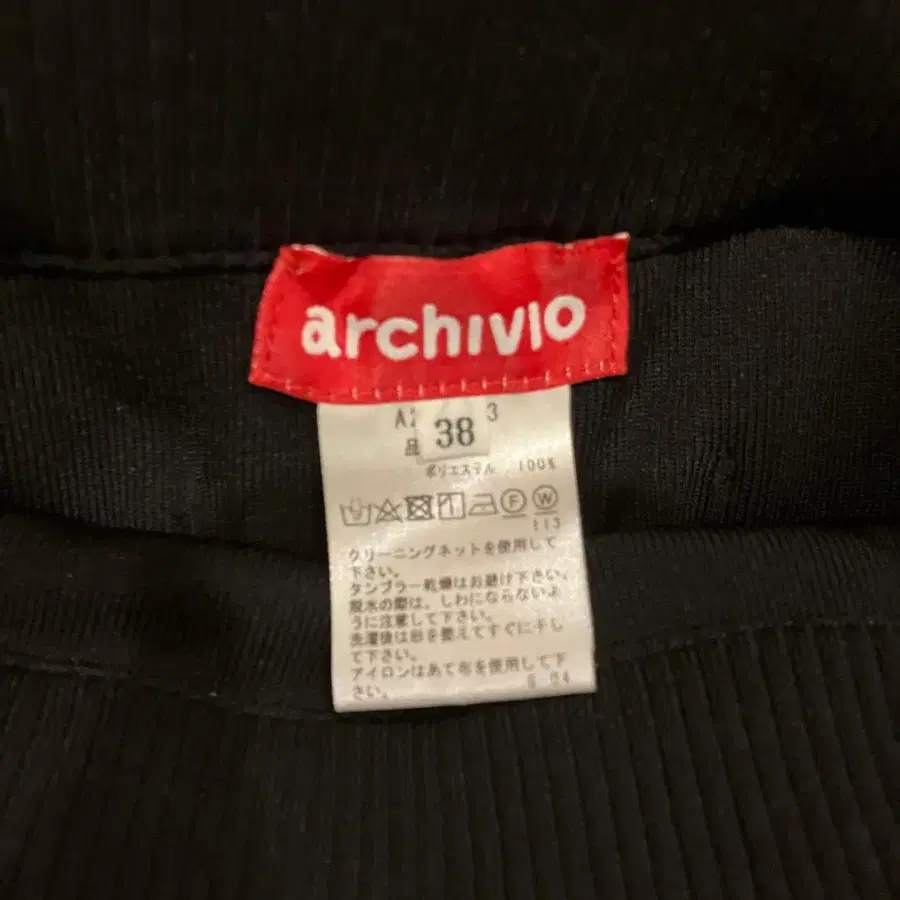 archivio
38
3
品
ポリエステル 100%
F W
113
クリーニングネットを使用して
下さい。
タンブラー乾燥はお避け下さい。
脱水の際は、しわにならないよ
うに注意して下さい。
洗濯後は形を整えてすぐに干し
て下さい。
アイロンはあて布を使用して下
さい。
6 04